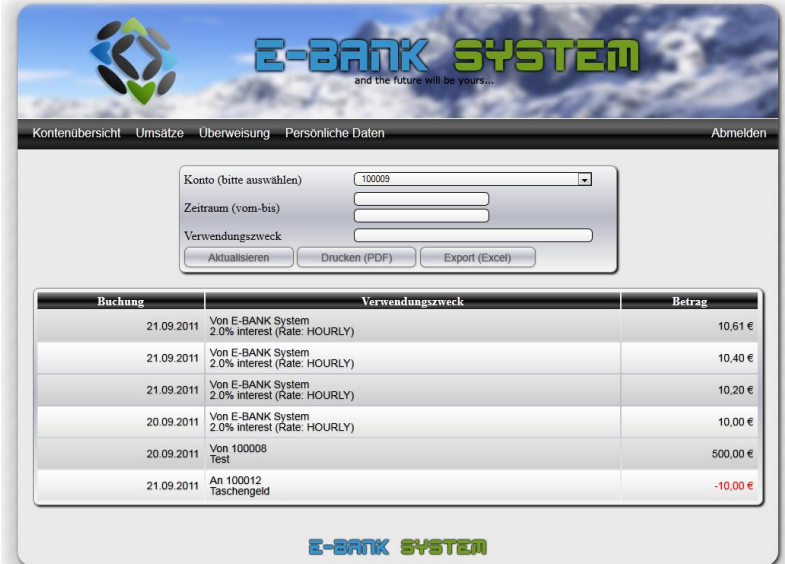 E-BANK SYSTEM
and the future will be yours...
Kontenübersicht Umsätze Überweisung Persönliche Daten Abmelden
Konto (bitte auswählen) 100009
Zeitraum (vom-bis)
Verwendungszweck
Aktualisieren Drucken (PDF) Export (Excel)
Buchung Verwendungszweck Betrag
21.09.2011 Von E-BANK System 10,61 €
2.0% interest (Rate: HOURLY)
21.09.2011 Von E-BANK System 10,40 €
2.0% interest (Rate: HOURLY)
21.09.2011 Von E-BANK System 10,20 €
2.0% interest (Rate: HOURLY)
20.09.2011 Von E-BANK System 10,00 €
2.0% interest (Rate: HOURLY)
20.09.2011 Von 100008 500,00 €
Test
21.09.2011 An 100012 -10,00 €
Taschengeld
E-BANK SYSTEM